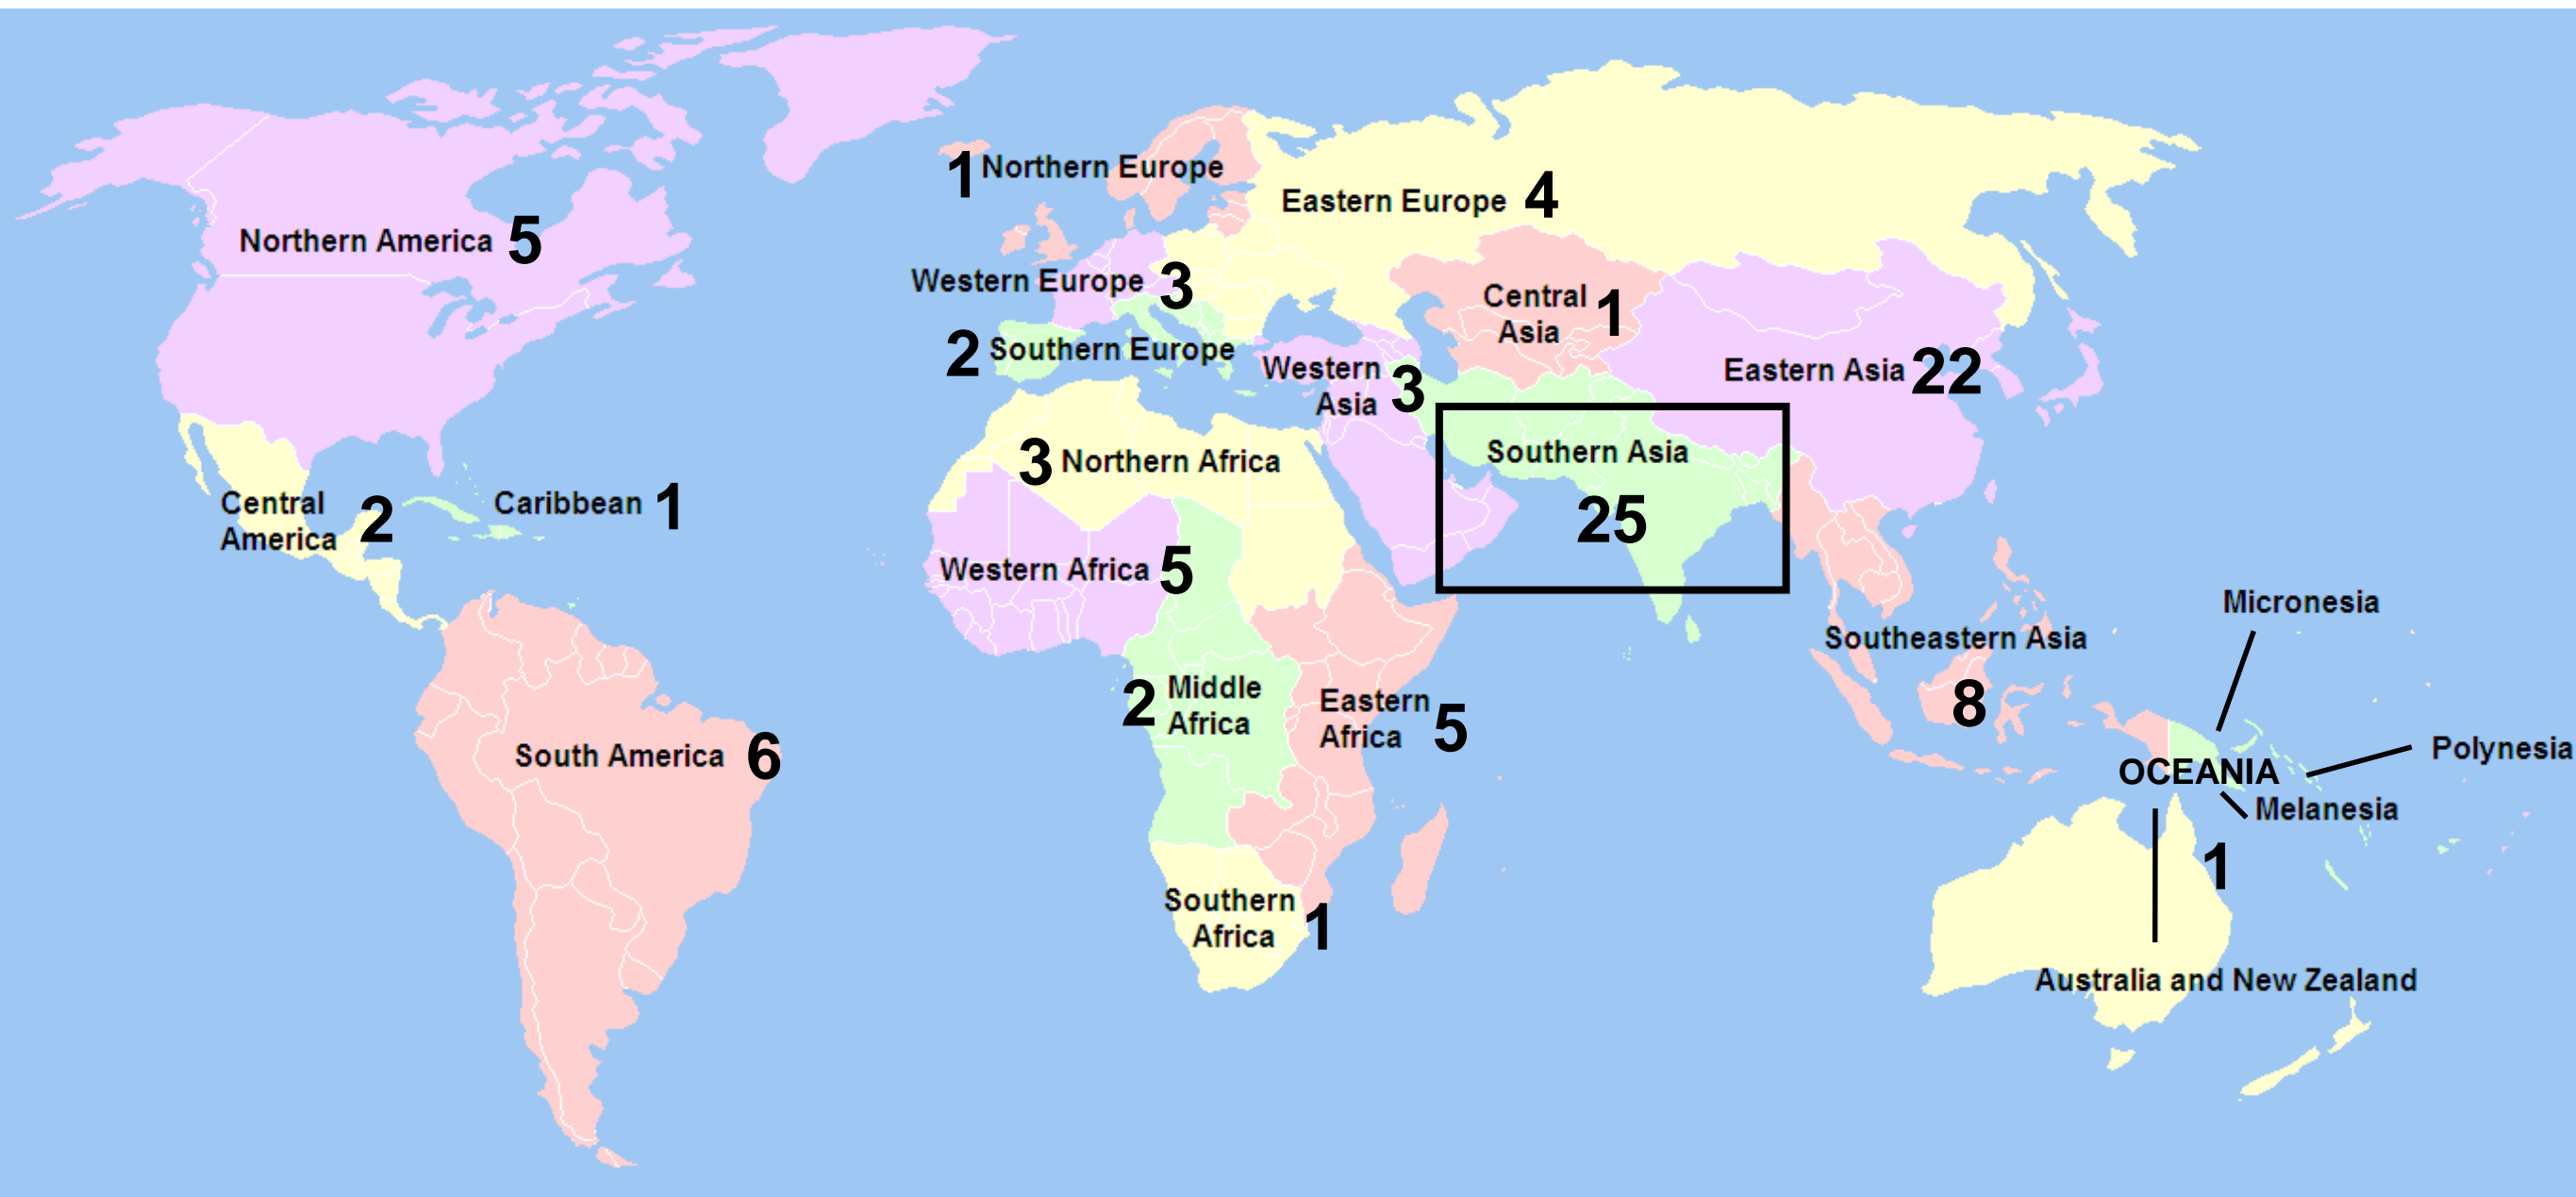 1 Northern Europe
Eastern Europe 4
Northern America 5
Western Europe 3
Central
Asia 1
2 Southern Europe
Western
Asia 3
Eastern Asia 22
3 Northern Africa
Southern Asia
25
Central
America 2
Caribbean 1
Western Africa 5
Micronesia
Southeastern Asia
8
2 Middle
Africa
Eastern
Africa 5
South America 6
Polynesia
OCEANIA
Melanesia
1
Southern
Africa 1
Australia and New Zealand